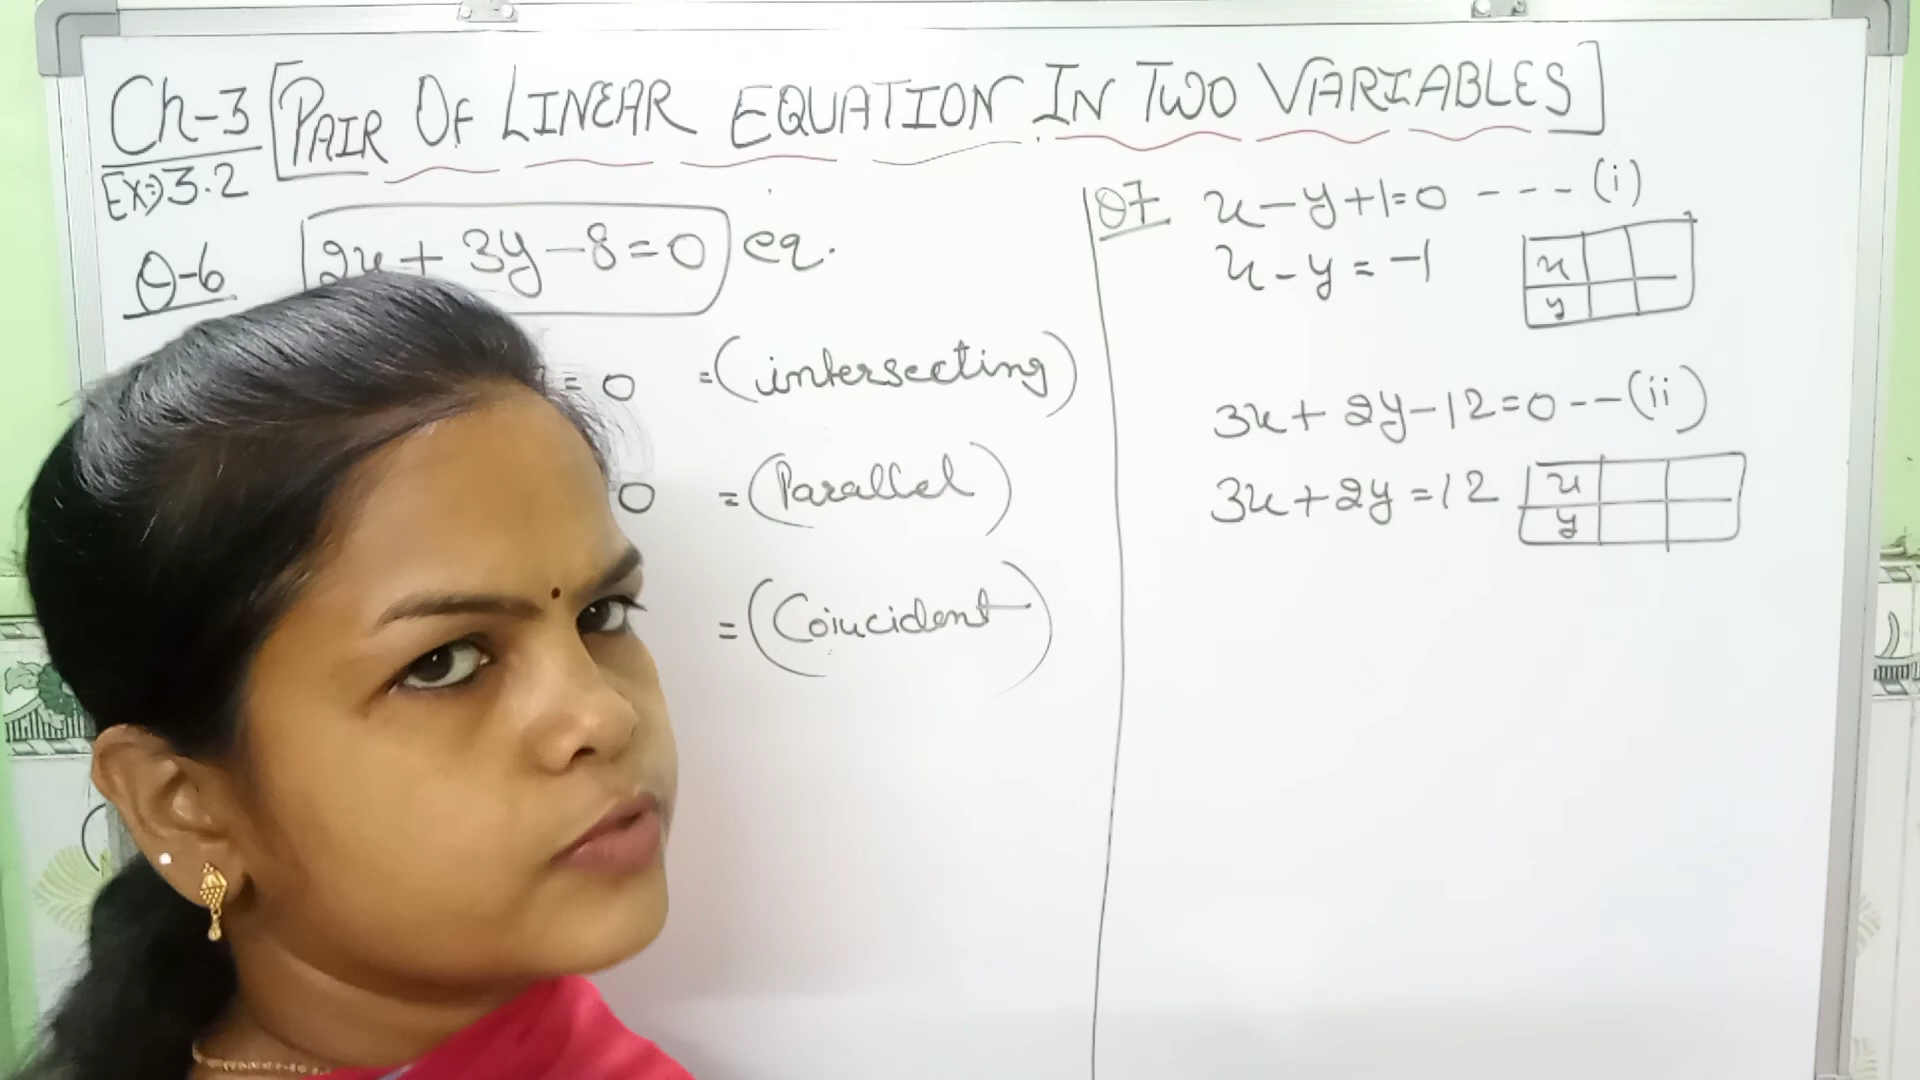 Ch-3 [PAIR OF LINEAR EQUATION IN TWO VARIABLES]
Ex⇒3.2
Q-6 2x + 3y - 8 = 0 eq.
= 0 = (intersecting)
0 = (Parallel)
= (Coincident)
Q7 x - y + 1 = 0 - - - (i)
x - y = -1
x
y
3x + 2y - 12 = 0 - - (ii)
3x + 2y = 12
x
y